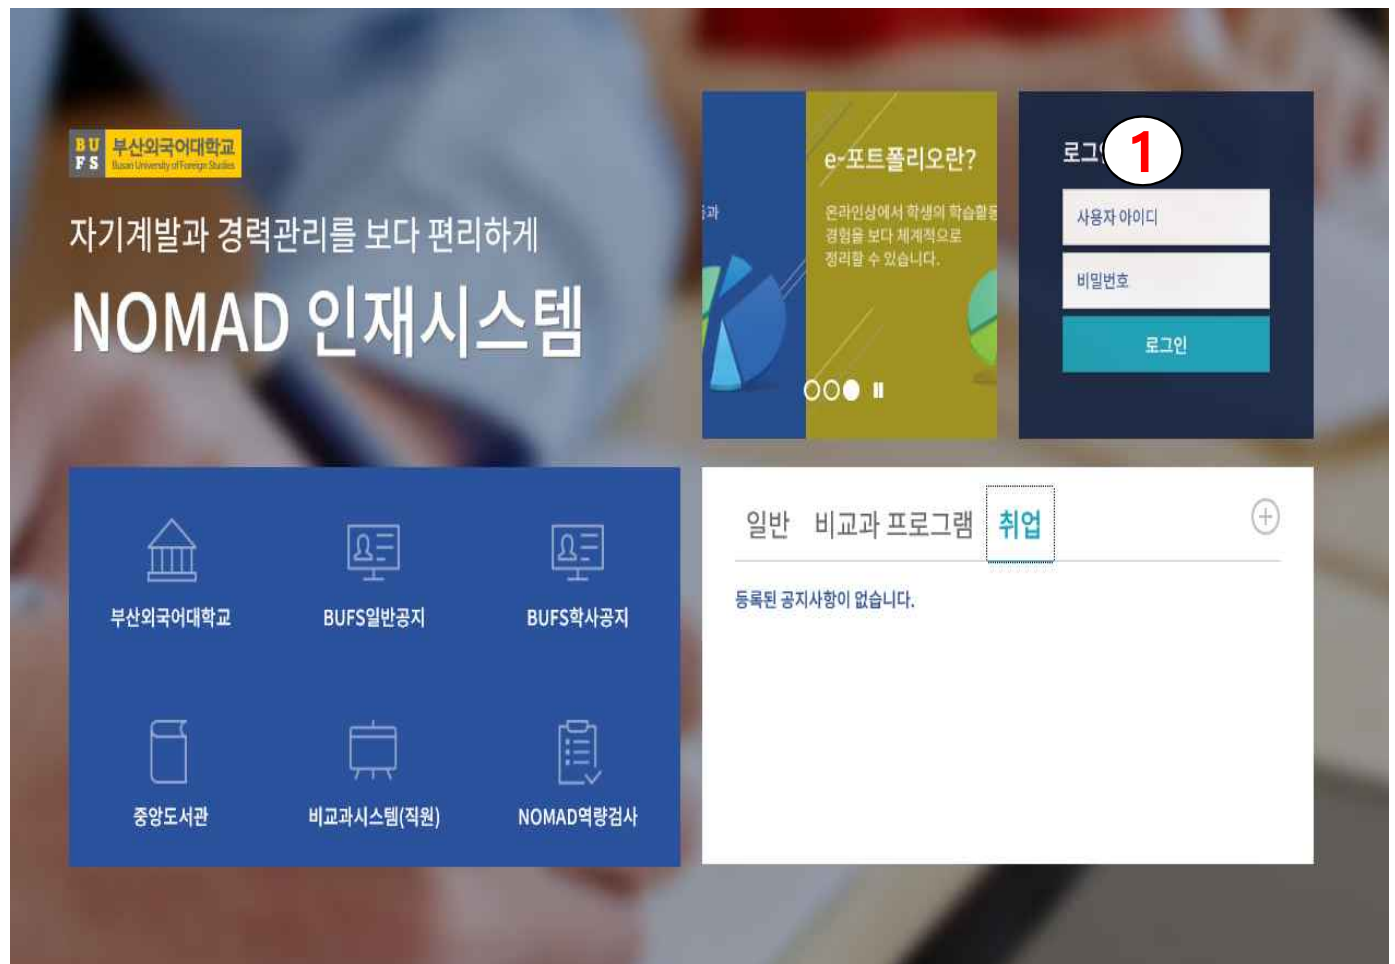 BU
FS
부산외국어대학교
Busan University of Foreign Studies
자기계발과 경력관리를 보다 편리하게
NOMAD 인재시스템
e-포트폴리오란?
온라인상에서 학생의 학습활동
경험을 보다 체계적으로
정리할 수 있습니다.
1
사용자 아이디
비밀번호
로그인
부산외국어대학교
BUFS일반공지
BUFS학사공지
중앙도서관
비교과시스템(직원)
NOMAD역량검사
일반 비교과 프로그램 취업
등록된 공지사항이 없습니다.